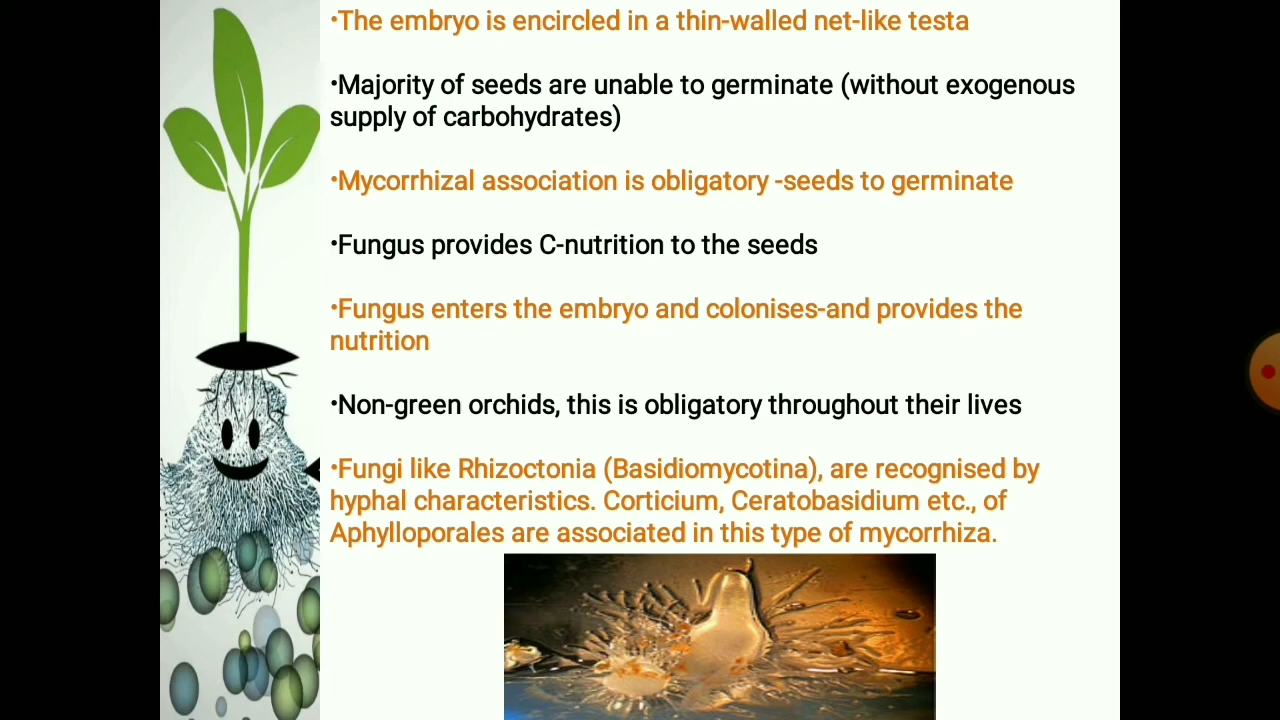 •The embryo is encircled in a thin-walled net-like testa
•Majority of seeds are unable to germinate (without exogenous
supply of carbohydrates)
•Mycorrhizal association is obligatory -seeds to germinate
•Fungus provides C-nutrition to the seeds
•Fungus enters the embryo and colonises-and provides the
nutrition
•Non-green orchids, this is obligatory throughout their lives
•Fungi like Rhizoctonia (Basidiomycotina), are recognised by
hyphal characteristics. Corticium, Ceratobasidium etc., of
Aphylloporales are associated in this type of mycorrhiza.